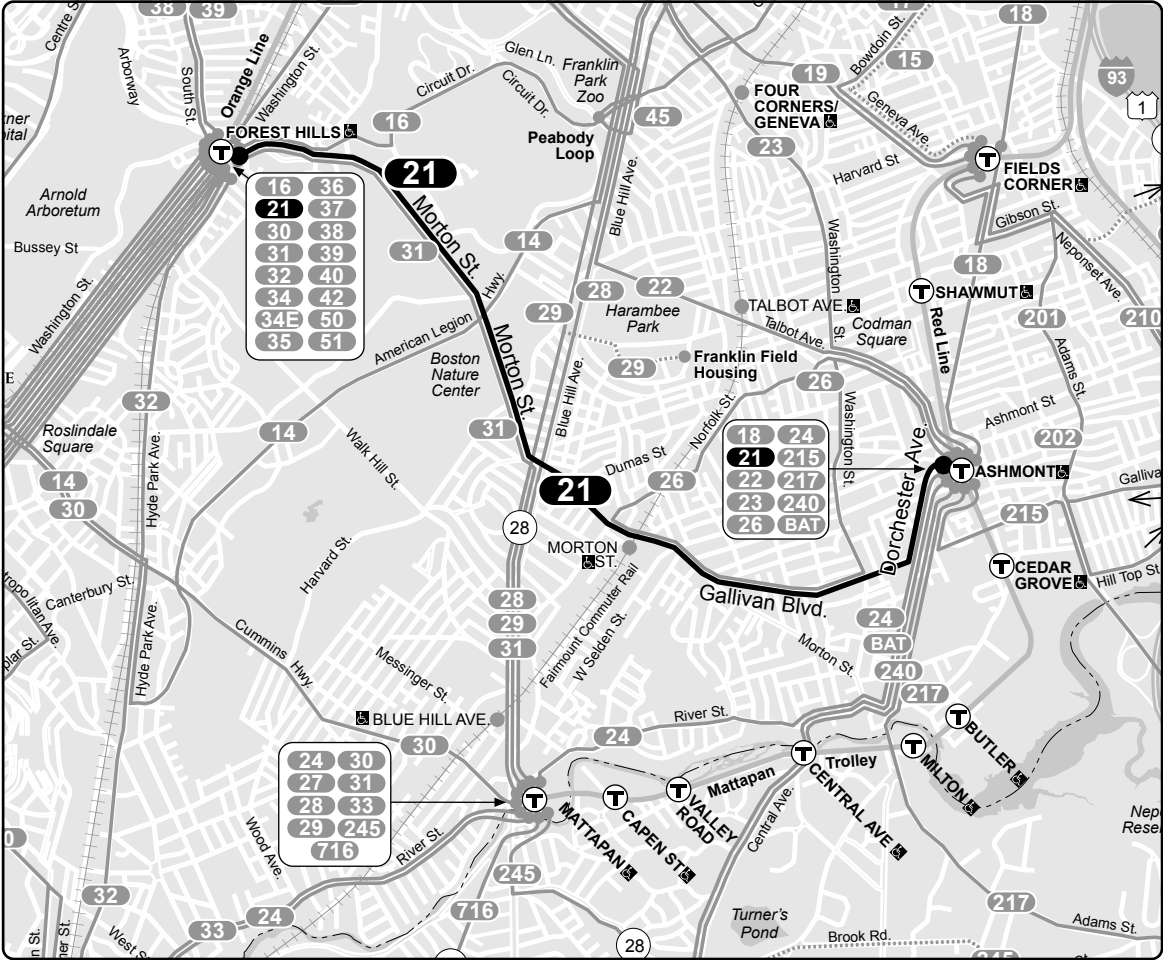 38 39
Centre S
Arborway
South St.
Orange Line
Washington St.
Circuit Dr.
Glen Ln.
Circuit Dr.
Franklin
Park
Zoo
Peabody
Loop
45
16
FOUR
CORNERS/
GENEVA
23
19
Bowdoin St.
15
18
93
1
Geneva Ave.
Harvard St
FIELDS
CORNER
Gibson St.
Neponset Ave.
FOREST HILLS
T
21
16 36
21 37
30 38
31 39
32 40
34 42
34E 50
35 51
Arnold
Arboretum
Bussey St
Washington St.
Morton St.
31
14
Hwy.
American Legion
Blue Hill Ave.
28
22
29
Harambee
Park
Washington
St.
TALBOT AVE.
Talbot Ave.
Codman
Square
SHAWMUT
Red Line
18
201
210
Adams St.
Boston
Nature
Center
Morton St.
29
Franklin Field
Housing
26
Norfolk St.
Washington St.
Ashmont St
202
32
Roslindale
Square
14
30
Hyde Park Ave.
14
Walk Hill St.
31
Blue Hill Ave.
Dumas St
26
21
18 24
21 215
22 217
23 240
26 BAT
Dorchester Ave.
ASHMONT
Galliva
215
28
MORTON
ST.
Harvard St.
Gallivan Blvd.
CEDAR
GROVE
Hill Top St.
Canterbury St.
tropolitan Ave.
plar St.
Hyde Park Ave.
Cummins Hwy.
Messinger St.
28
29
31
Fairmount Commuter Rail
W Selden St.
Morton St.
24
BAT
240
217
BLUE HILL AVE.
30
24
River St.
24 30
27 31
28 33
29 245
716
MATTAPAN
CAPEN ST
VALLEY
ROAD
Mattapan
Trolley
CENTRAL AVE
MILTON
BUTLER
Central Ave.
Wood Ave.
River St.
245
716
32
33
24
West St.
28
Turner's
Pond
Brook Rd.
217
Adams St.
245
Nep
Rese